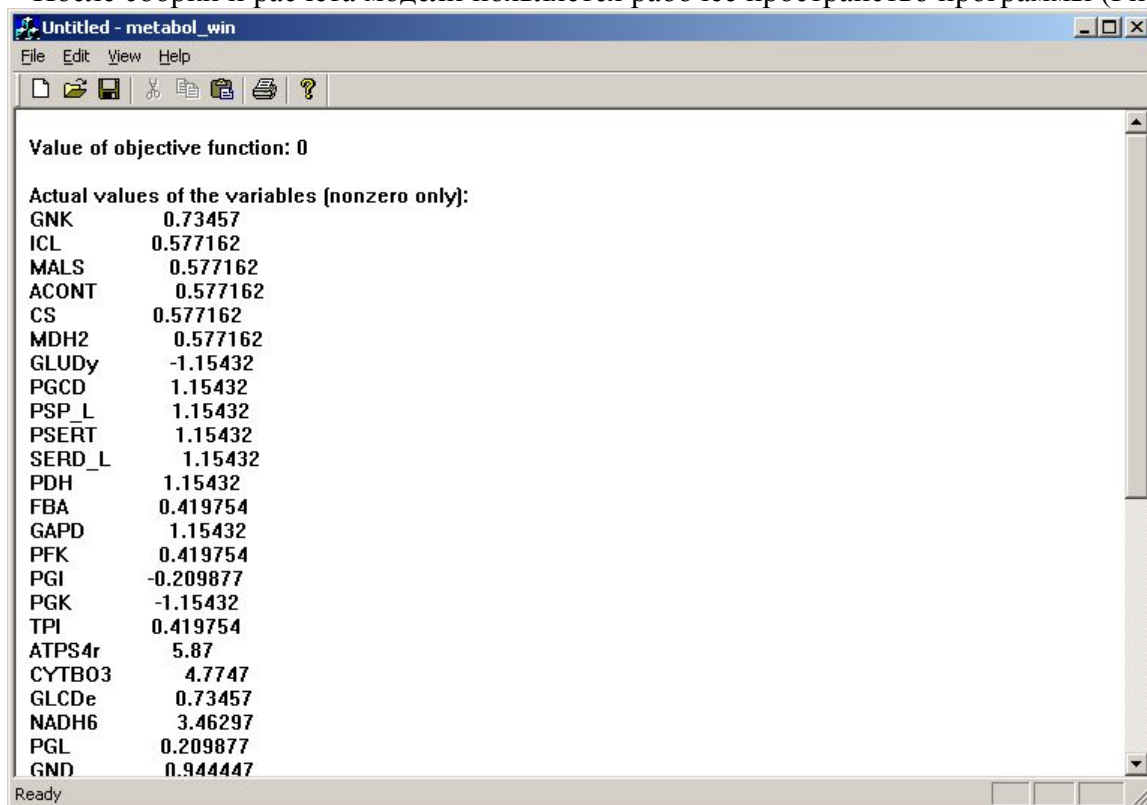 Untitled - metabol_win
File Edit View Help
Value of objective function: 0
Actual values of the variables (nonzero only):
GNK 0.73457
ICL 0.577162
MALS 0.577162
ACONT 0.577162
CS 0.577162
MDH2 0.577162
GLUDy -1.15432
PGCD 1.15432
PSP_L 1.15432
PSERT 1.15432
SERD_L 1.15432
PDH 1.15432
FBA 0.419754
GAPD 1.15432
PFK 0.419754
PGI -0.209877
PGK -1.15432
TPI 0.419754
ATPS4r 5.87
CYTBO3 4.7747
GLCDe 0.73457
NADH6 3.46297
PGL 0.209877
GND 0.944447
Ready